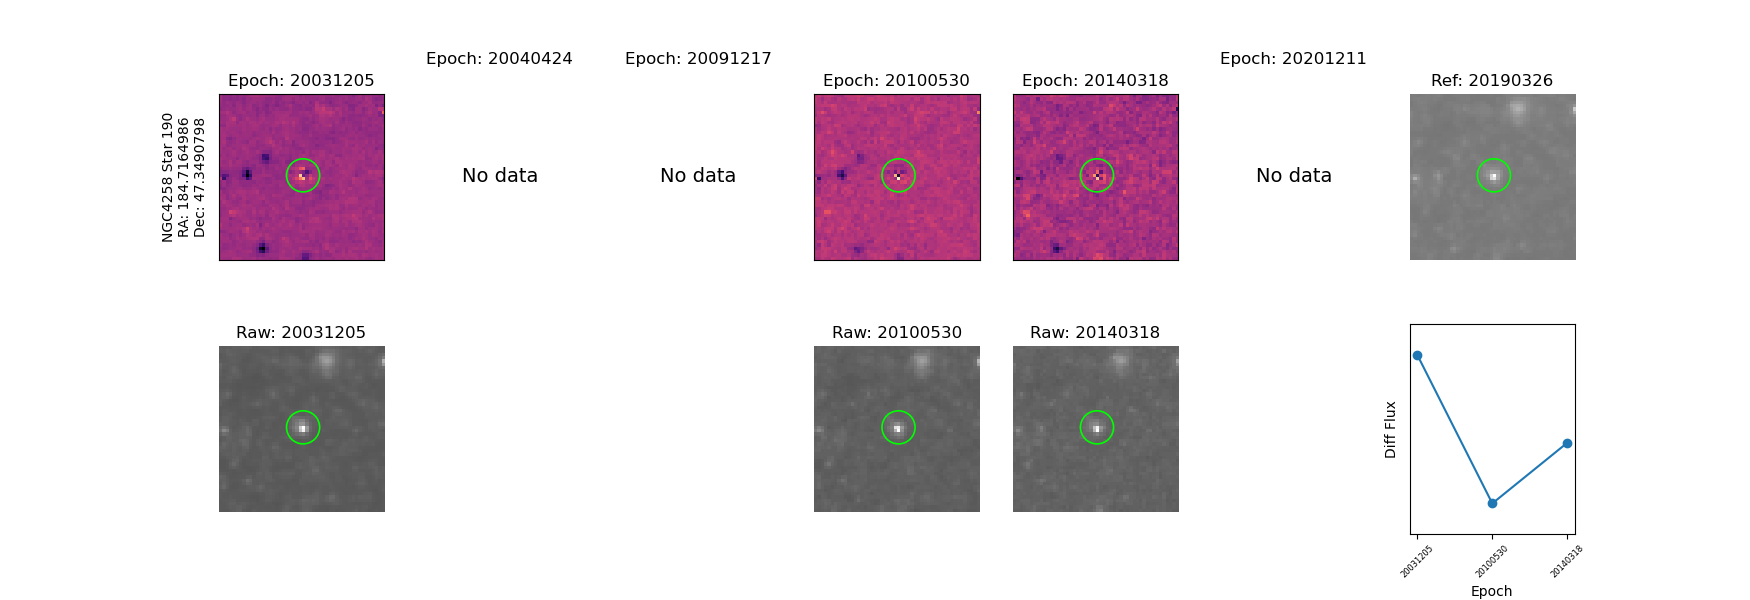 Epoch: 20040424
Epoch: 20091217
Epoch: 20201211
Epoch: 20031205
Epoch: 20100530
Epoch: 20140318
Ref: 20190326
NGC4258 Star 190
RA: 184.7164986
Dec: 47.3490798
No data
No data
No data
Raw: 20031205
Raw: 20100530
Raw: 20140318
Diff Flux
20031205
20100530
20140318
Epoch